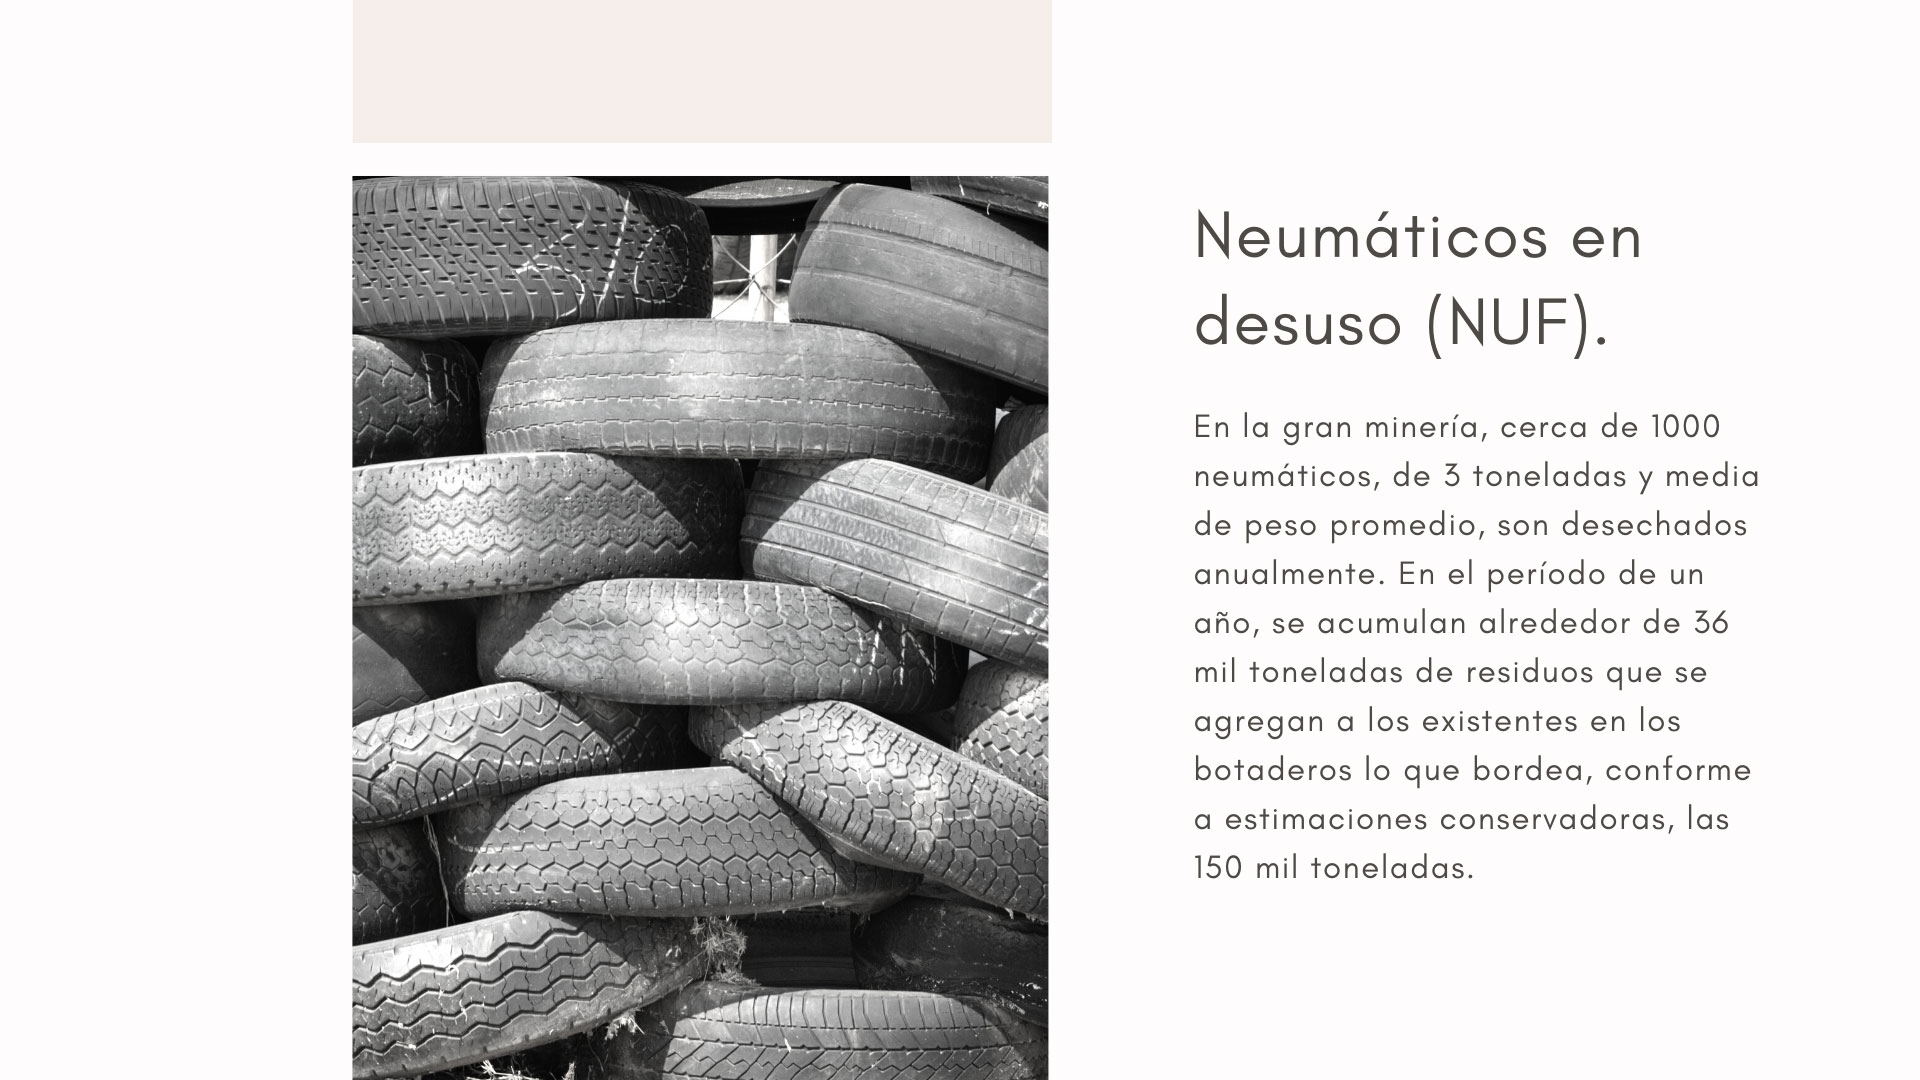 Neumáticos en
desuso (NUF).
En la gran minería, cerca de 1000
neumáticos, de 3 toneladas y media
de peso promedio, son desechados
anualmente. En el período de un
año, se acumulan alrededor de 36
mil toneladas de residuos que se
agregan a los existentes en los
botaderos lo que bordea, conforme
a estimaciones conservadoras, las
150 mil toneladas.